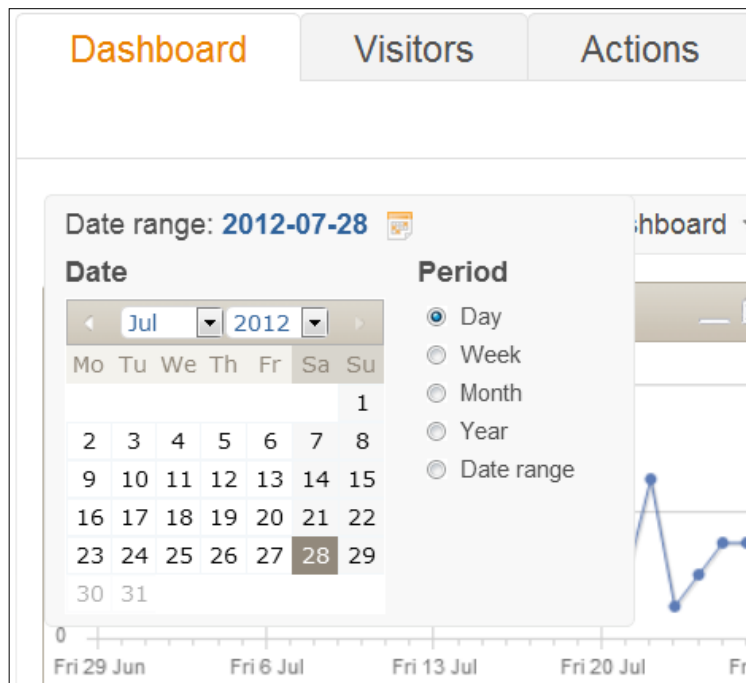 Dashboard Visitors Actions
Date range: 2012-07-28
shboard
Date Period
Jul 2012
Mo Tu We Th Fr Sa Su
1
2 3 4 5 6 7 8
9 10 11 12 13 14 15
16 17 18 19 20 21 22
23 24 25 26 27 28 29
30 31
Day
Week
Month
Year
Date range
0
Fri 29 Jun Fri 6 Jul Fri 13 Jul Fri 20 Jul